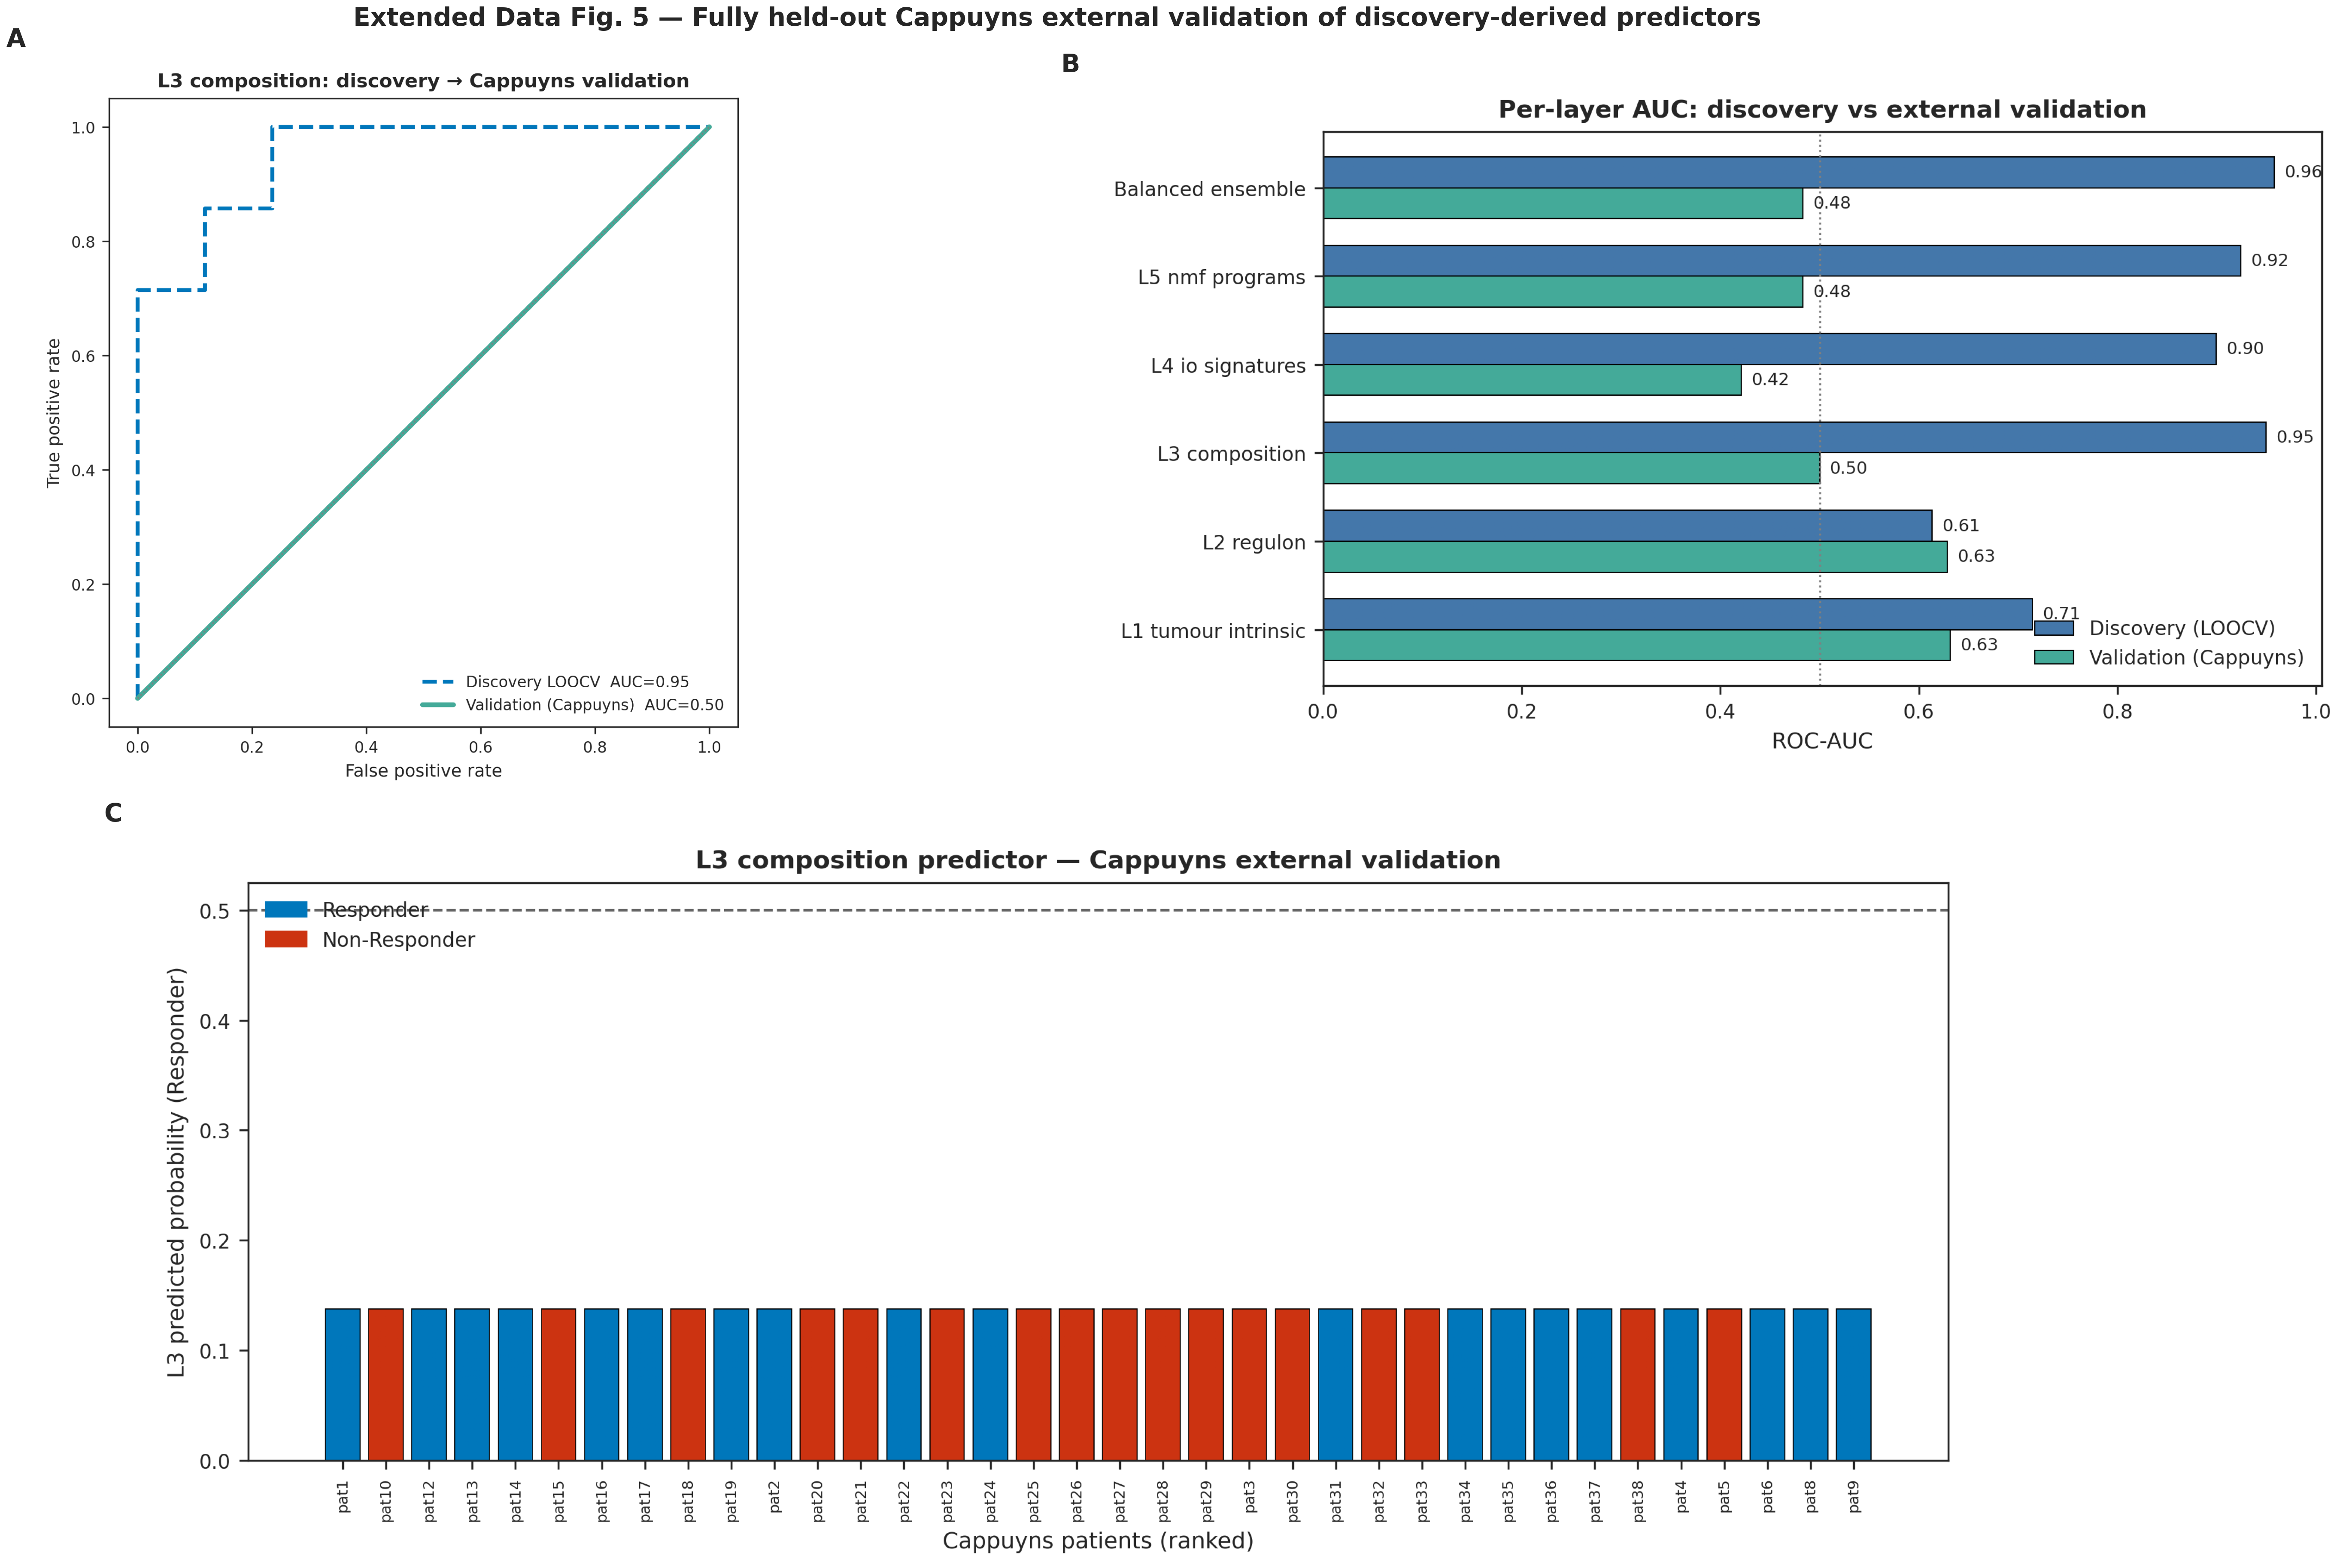 Extended Data Fig. 5 — Fully held-out Cappuyns external validation of discovery-derived predictors
A
L3 composition: discovery → Cappuyns validation
True positive rate
1.0
0.8
0.6
0.4
0.2
0.0
Discovery LOOCV AUC=0.95
Validation (Cappuyns) AUC=0.50
0.0 0.2 0.4 0.6 0.8 1.0
False positive rate
B
Per-layer AUC: discovery vs external validation
Balanced ensemble
0.96
0.48
L5 nmf programs
0.92
0.48
L4 io signatures
0.90
0.42
L3 composition
0.95
0.50
L2 regulon
0.61
0.63
L1 tumour intrinsic
0.71
0.63
Discovery (LOOCV)
Validation (Cappuyns)
0.0 0.2 0.4 0.6 0.8 1.0
ROC-AUC
C
L3 composition predictor — Cappuyns external validation
L3 predicted probability (Responder)
0.5
0.4
0.3
0.2
0.1
0.0
Responder
Non-Responder
pat1 pat10 pat12 pat13 pat14 pat15 pat16 pat17 pat18 pat19 pat2 pat20 pat21 pat22 pat23 pat24 pat25 pat26 pat27 pat28 pat29 pat3 pat30 pat31 pat32 pat33 pat34 pat35 pat36 pat37 pat38 pat4 pat5 pat6 pat8 pat9
Cappuyns patients (ranked)